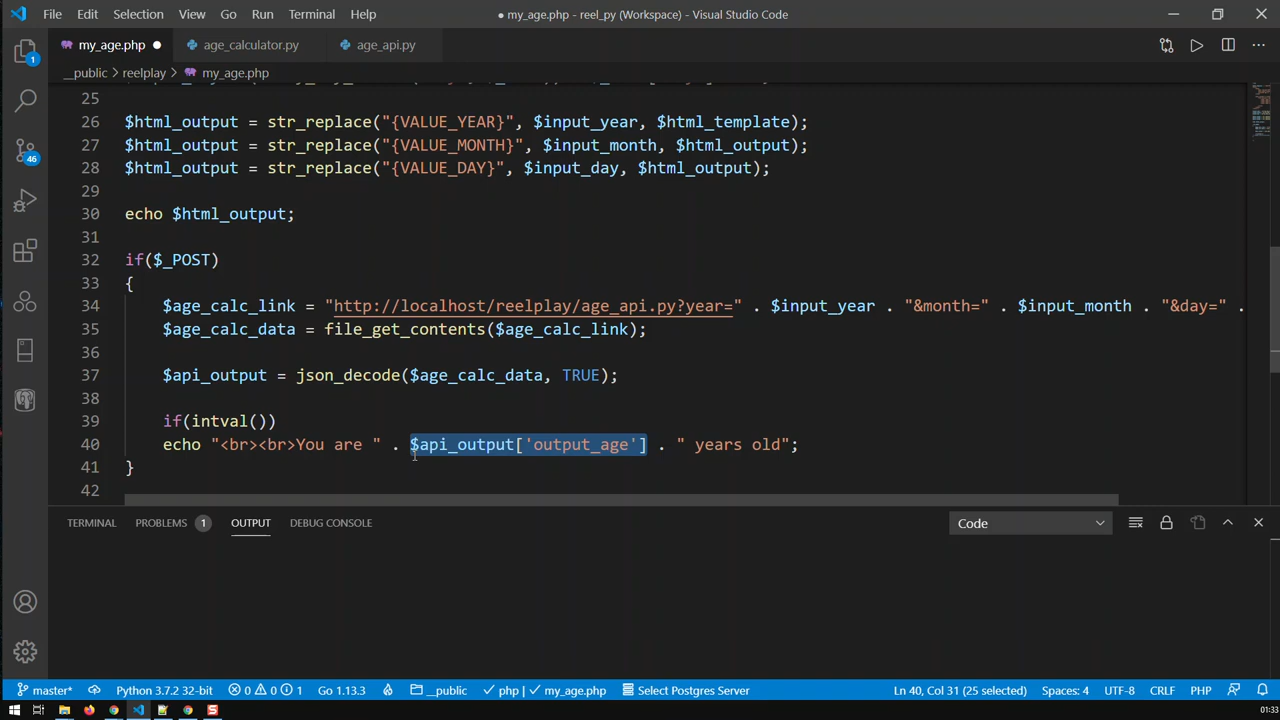 File Edit Selection View Go Run Terminal Help
● my_age.php - reel_py (Workspace) - Visual Studio Code
my_age.php age_calculator.py age_api.py
__public > reelplay > my_age.php
1
46
25
26 $html_output = str_replace("{VALUE_YEAR}", $input_year, $html_template);
27 $html_output = str_replace("{VALUE_MONTH}", $input_month, $html_output);
28 $html_output = str_replace("{VALUE_DAY}", $input_day, $html_output);
29
30 echo $html_output;
31
32 if($_POST)
33 {
34 $age_calc_link = "http://localhost/reelplay/age_api.py?year=" . $input_year . "&month=" . $input_month . "&day=" .
35 $age_calc_data = file_get_contents($age_calc_link);
36
37 $api_output = json_decode($age_calc_data, TRUE);
38
39 if(intval())
40 echo "<br><br>You are " . $api_output['output_age'] . " years old";
41 }
42
TERMINAL PROBLEMS 1 OUTPUT DEBUG CONSOLE Code
master* Python 3.7.2 32-bit 0 0 1 Go 1.13.3 __public php | my_age.php Select Postgres Server Ln 40, Col 31 (25 selected) Spaces: 4 UTF-8 CRLF PHP
01:33